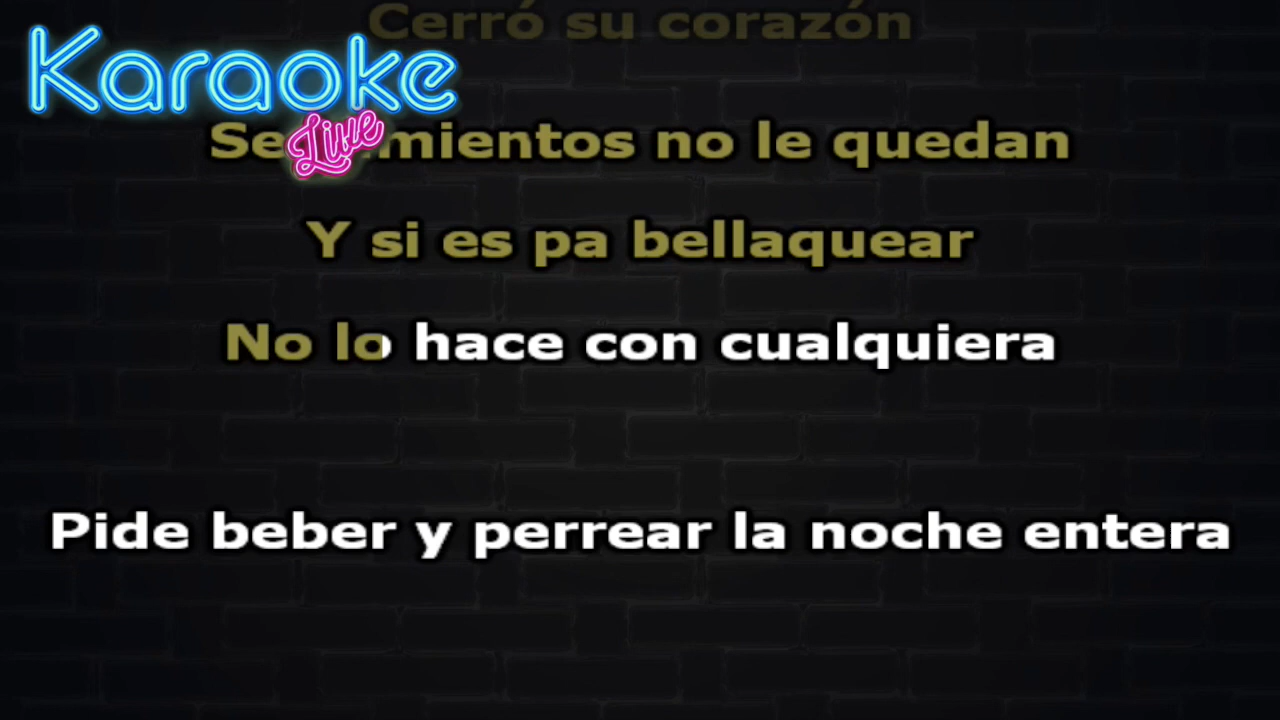 Cerró su corazón
Karaoke
Live
no le quedan
Y si es pa bellaquear
No lo hace con cualquiera
Pide beber y perrear la noche entera